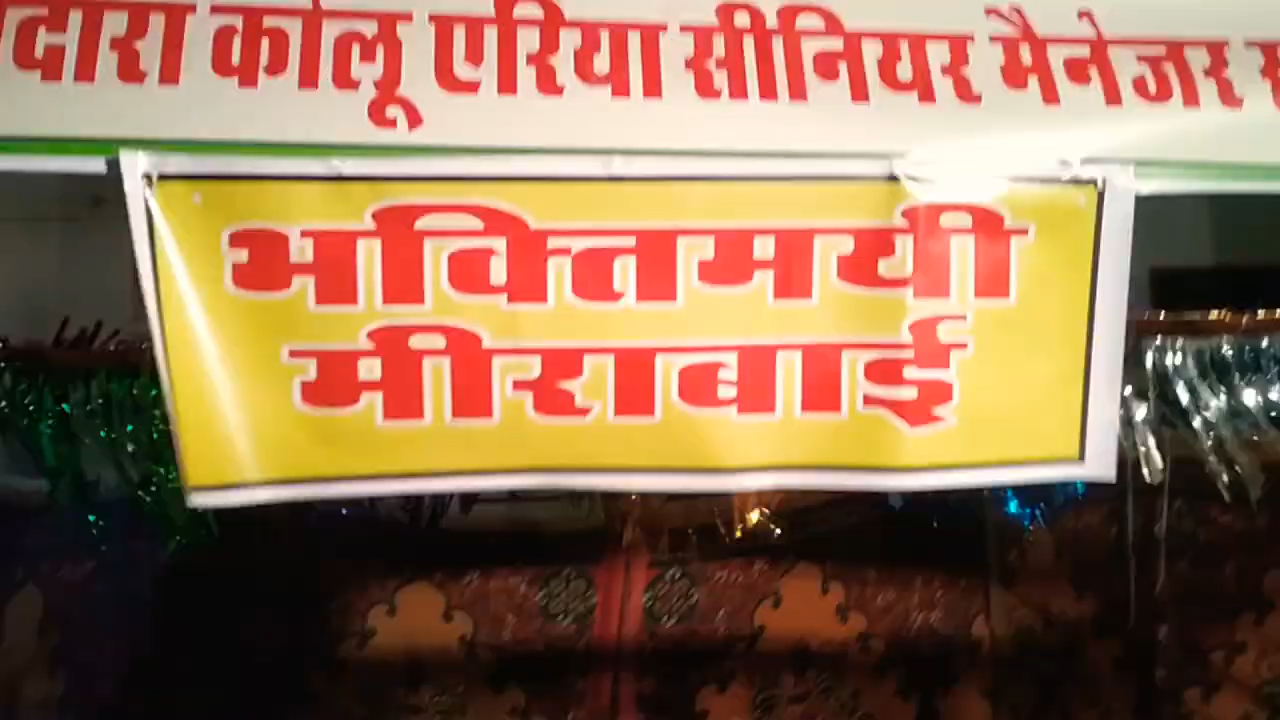 दारा कोलू एरिया सीनियर मैनेजर
भक्तिमयी
मीराबाई